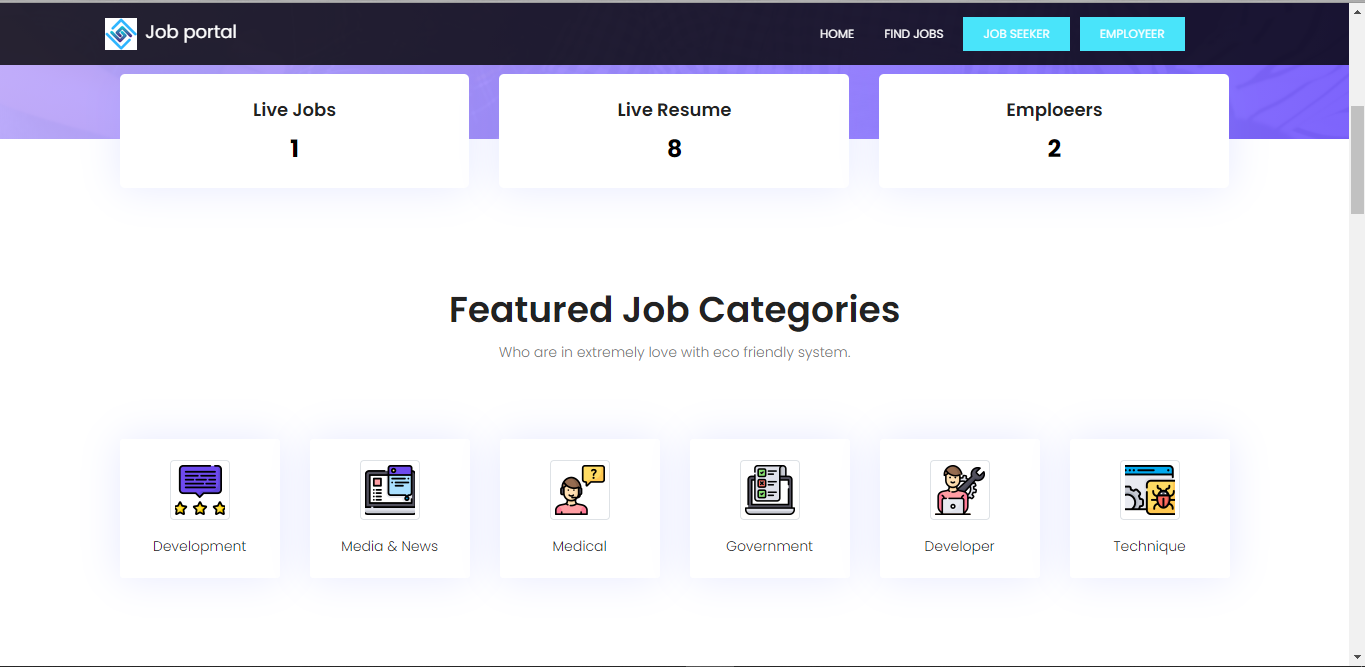 Job portal
HOME
FIND JOBS
JOB SEEKER
EMPLOYEER
Live Jobs
1
Live Resume
8
Emploeers
2
Featured Job Categories
Who are in extremely love with eco friendly system.
Development
Media & News
?
Medical
Government
Developer
Technique